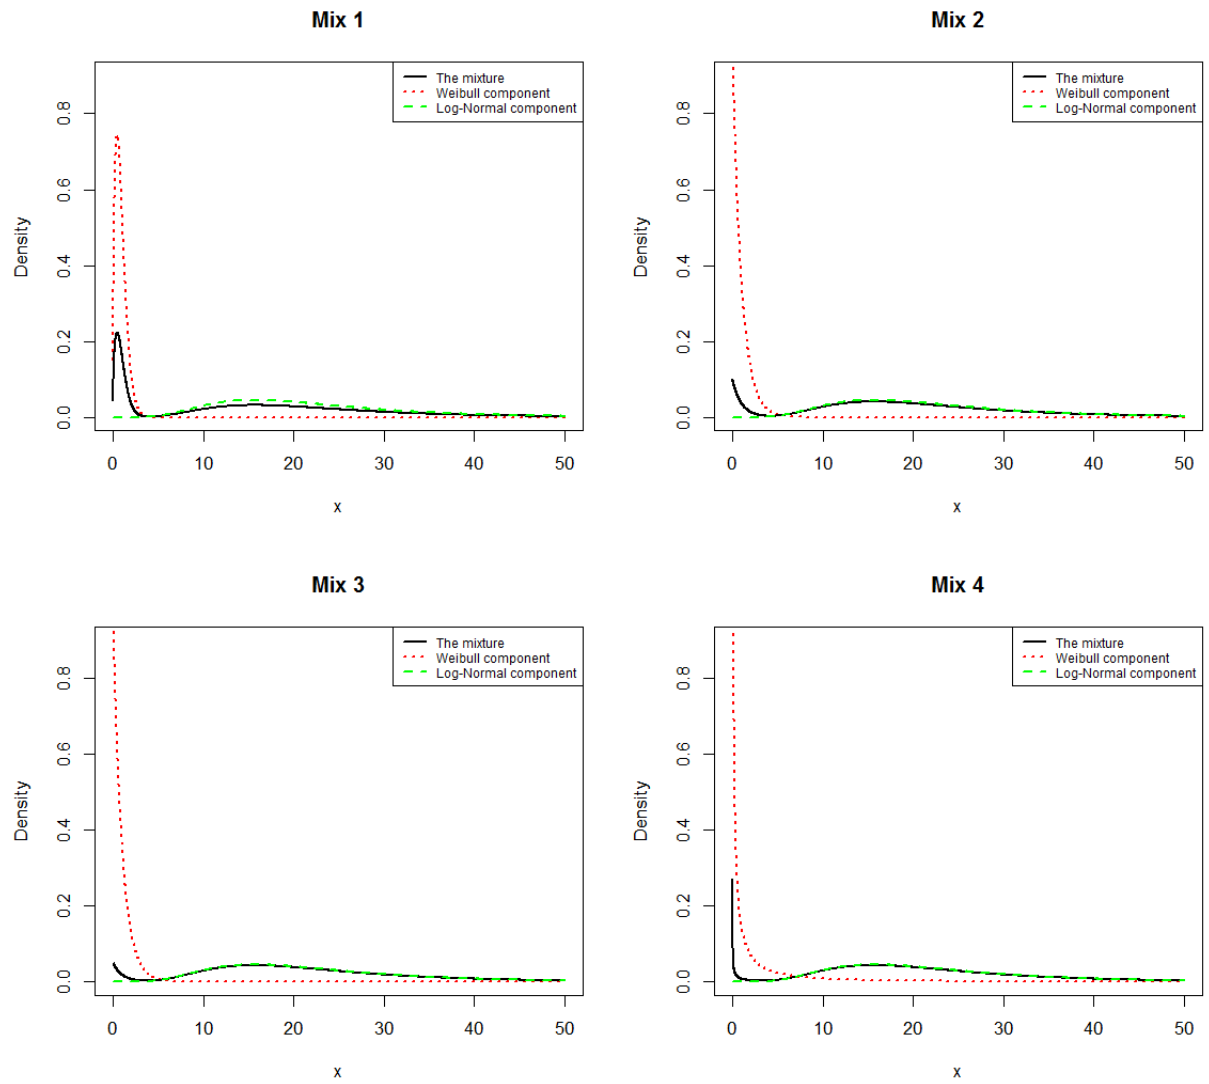 Mix 1
The mixture
Weibull component
Log-Normal component
Density
0.0
0.2
0.4
0.6
0.8
0
10
20
30
40
50
x
Mix 2
The mixture
Weibull component
Log-Normal component
Density
0.0
0.2
0.4
0.6
0.8
0
10
20
30
40
50
x
Mix 3
The mixture
Weibull component
Log-Normal component
Density
0.0
0.2
0.4
0.6
0.8
0
10
20
30
40
50
x
Mix 4
The mixture
Weibull component
Log-Normal component
Density
0.0
0.2
0.4
0.6
0.8
0
10
20
30
40
50
x